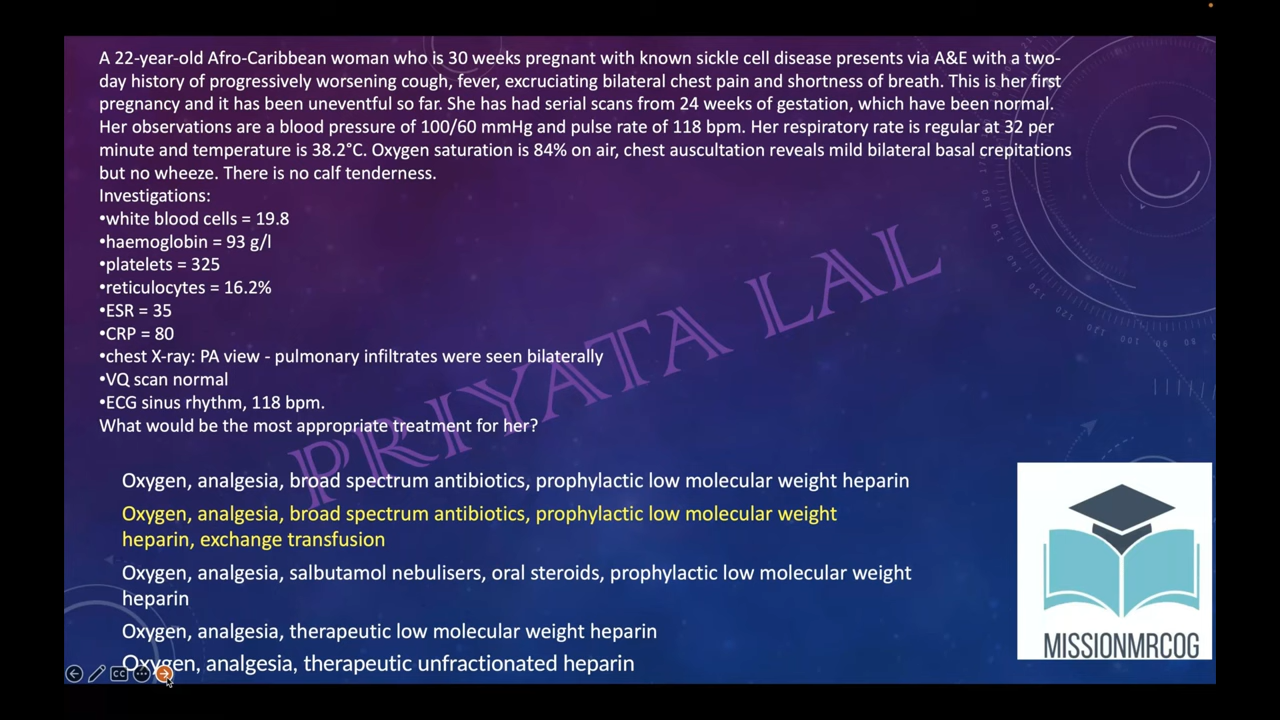 A 22-year-old Afro-Caribbean woman who is 30 weeks pregnant with known sickle cell disease presents via A&E with a two-
day history of progressively worsening cough, fever, excruciating bilateral chest pain and shortness of breath. This is her first
pregnancy and it has been uneventful so far. She has had serial scans from 24 weeks of gestation, which have been normal.
Her observations are a blood pressure of 100/60 mmHg and pulse rate of 118 bpm. Her respiratory rate is regular at 32 per
minute and temperature is 38.2°C. Oxygen saturation is 84% on air, chest auscultation reveals mild bilateral basal crepitations
but no wheeze. There is no calf tenderness.
Investigations:
•white blood cells = 19.8
•haemoglobin = 93 g/l
•platelets = 325
•reticulocytes = 16.2%
•ESR = 35
•CRP = 80
•chest X-ray: PA view - pulmonary infiltrates were seen bilaterally
•VQ scan normal
•ECG sinus rhythm, 118 bpm.
What would be the most appropriate treatment for her?
PRIYATA LAL
Oxygen, analgesia, broad spectrum antibiotics, prophylactic low molecular weight heparin
Oxygen, analgesia, broad spectrum antibiotics, prophylactic low molecular weight
heparin, exchange transfusion
Oxygen, analgesia, salbutamol nebulisers, oral steroids, prophylactic low molecular weight
heparin
Oxygen, analgesia, therapeutic low molecular weight heparin
Oxygen, analgesia, therapeutic unfractionated heparin
MISSIONMRCOG
CC